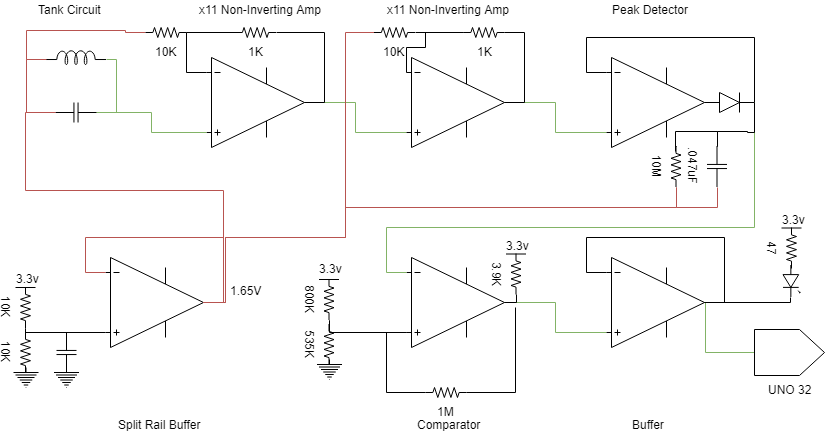 Tank Circuit
x11 Non-Inverting Amp
x11 Non-Inverting Amp
Peak Detector
10K
1K
10K
1K
10M
.047uF
3.3v
47
3.3v
10K
10K
1.65V
3.3v
800K
535K
3.3v
3.9K
1M
UNO 32
Split Rail Buffer
Comparator
Buffer